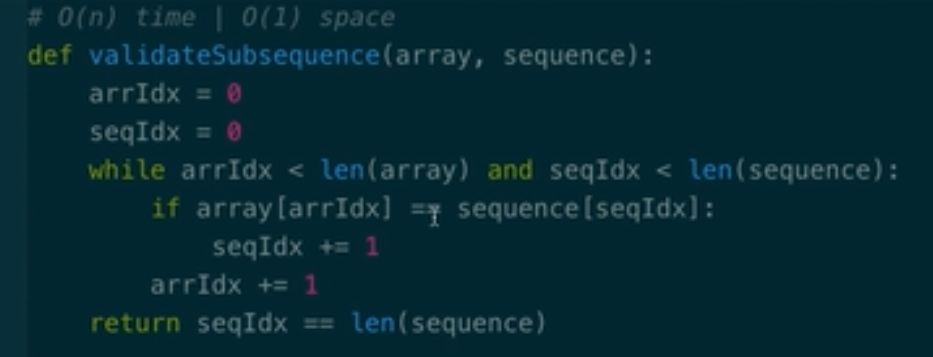 # O(n) time | O(1) space
def validateSubsequence(array, sequence):
    arrIdx = 0
    seqIdx = 0
    while arrIdx < len(array) and seqIdx < len(sequence):
        if array[arrIdx] == sequence[seqIdx]:
            seqIdx += 1
        arrIdx += 1
    return seqIdx == len(sequence)